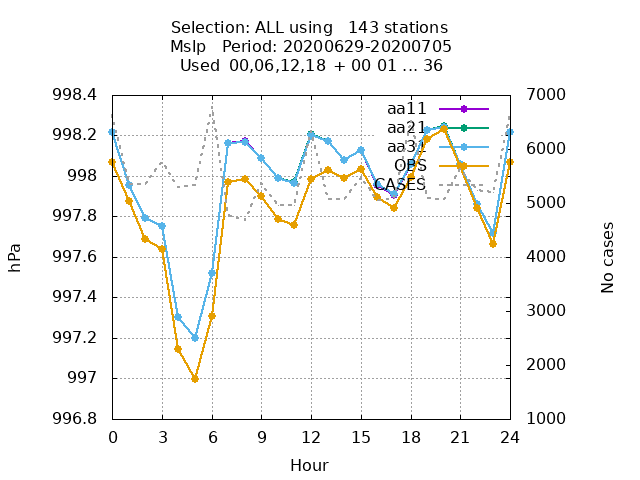 Selection: ALL using   143 stations
Mslp   Period: 20200629-20200705
Used  00,06,12,18 + 00 01 ... 36
998.4
998.2
998
997.8
997.6
997.4
997.2
997
996.8
hPa
7000
6000
5000
4000
3000
2000
1000
No cases
aa11
aa21
aa31
OBS
CASES
0 3 6 9 12 15 18 21 24
Hour